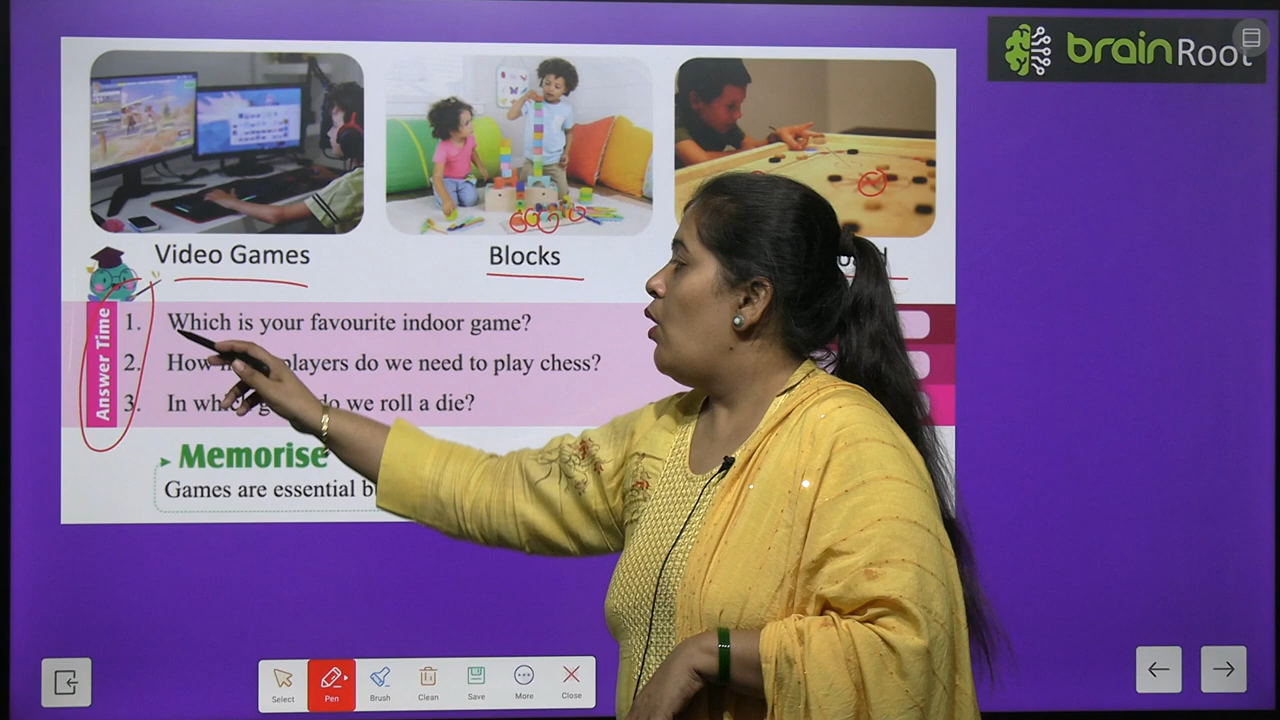 brainRoot
Video Games
Blocks
Answer Time
1. Which is your favourite indoor game?
2. How players do we need to play chess?
3. In which do we roll a die?
Memorise
Games are essential
Select
Pen
Brush
Clean
Save
More
Close